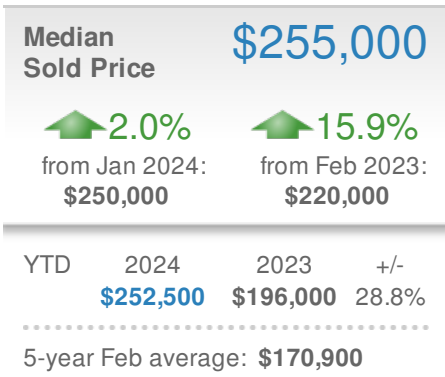 Median $255,000
Sold Price
2.0% 15.9%
from Jan 2024: from Feb 2023:
$250,000 $220,000
YTD 2024 2023 +/-
$252,500 $196,000 28.8%
5-year Feb average: $170,900